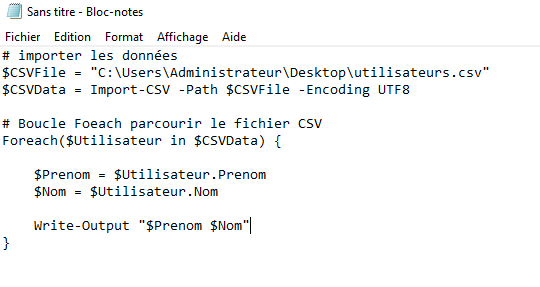 Sans titre - Bloc-notes
Fichier Edition Format Affichage Aide
# importer les données
$CSVFile = "C:\Users\Administrateur\Desktop\utilisateurs.csv"
$CSVData = Import-CSV -Path $CSVFile -Encoding UTF8
# Boucle Foeach parcourir le fichier CSV
Foreach($Utilisateur in $CSVData) {
$Prenom = $Utilisateur.Prenom
$Nom = $Utilisateur.Nom
Write-Output "$Prenom $Nom"
}